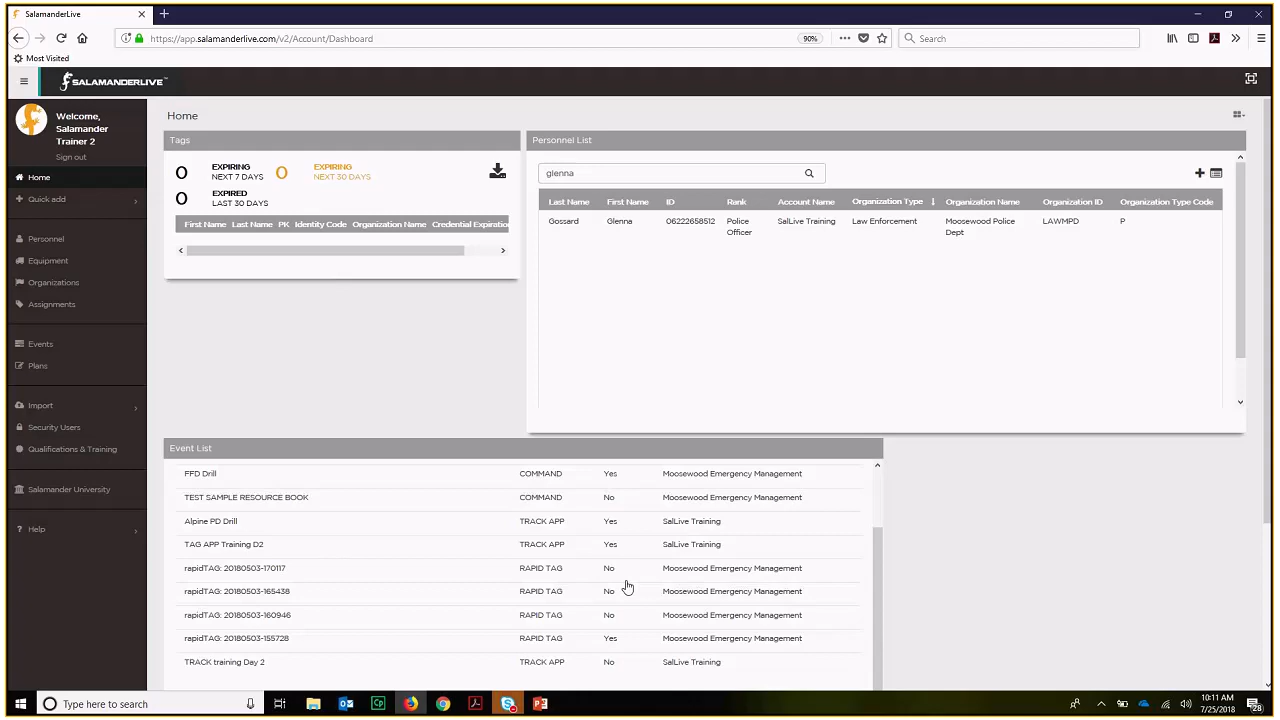 SalamanderLive
https://app.salamanderlive.com/v2/Account/Dashboard
90%
Search
Most Visited
SALAMANDERLIVE
Welcome,
Salamander
Trainer 2
Sign out
Home
Quick add
Personnel
Equipment
Organizations
Assignments
Events
Plans
Import
Security Users
Qualifications & Training
Salamander University
? Help
Home
Tags
0 EXPIRING 0 EXPIRING
NEXT 7 DAYS NEXT 30 DAYS
0 EXPIRED
LAST 30 DAYS
First Name Last Name PK Identity Code Organization Name Credential Expiratio
Personnel List
glenna
Last Name First Name ID Rank Account Name Organization Type Organization Name Organization ID Organization Type Code
Gossard Glenna 06222658512 Police SalLive Training Law Enforcement Moosewood Police LAWMPD P
Officer Dept
Event List
FFD Drill COMMAND Yes Moosewood Emergency Management
TEST SAMPLE RESOURCE BOOK COMMAND No Moosewood Emergency Management
Alpine PD Drill TRACK APP Yes SalLive Training
TAG APP Training D2 TRACK APP Yes SalLive Training
rapidTAG: 20180503-170117 RAPID TAG No Moosewood Emergency Management
rapidTAG: 20180503-165438 RAPID TAG No Moosewood Emergency Management
rapidTAG: 20180503-160946 RAPID TAG No Moosewood Emergency Management
rapidTAG: 20180503-155728 RAPID TAG Yes Moosewood Emergency Management
TRACK training Day 2 TRACK APP No SalLive Training
Type here to search
10:11 AM
7/25/2018
28